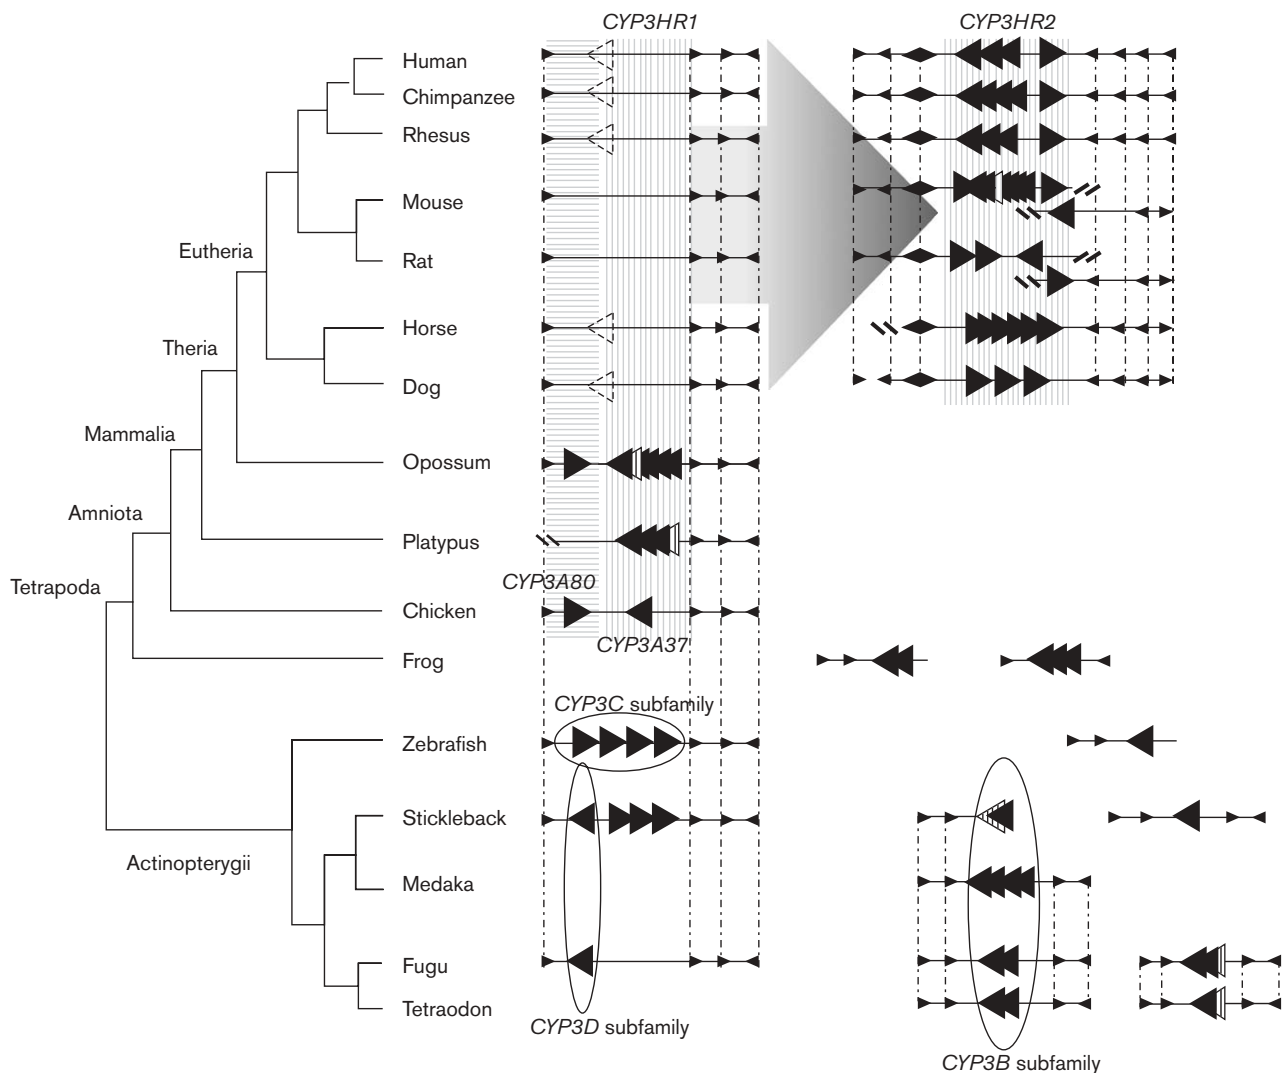 CYP3HR1
CYP3HR2
Human
Chimpanzee
Rhesus
Mouse
Eutheria
Rat
Horse
Theria
Dog
Mammalia
Opossum
Amniota
Platypus
Tetrapoda
CYP3A80
Chicken
CYP3A37
Frog
CYP3C subfamily
Zebrafish
Stickleback
Actinopterygii
Medaka
Fugu
Tetraodon
CYP3D subfamily
CYP3B subfamily